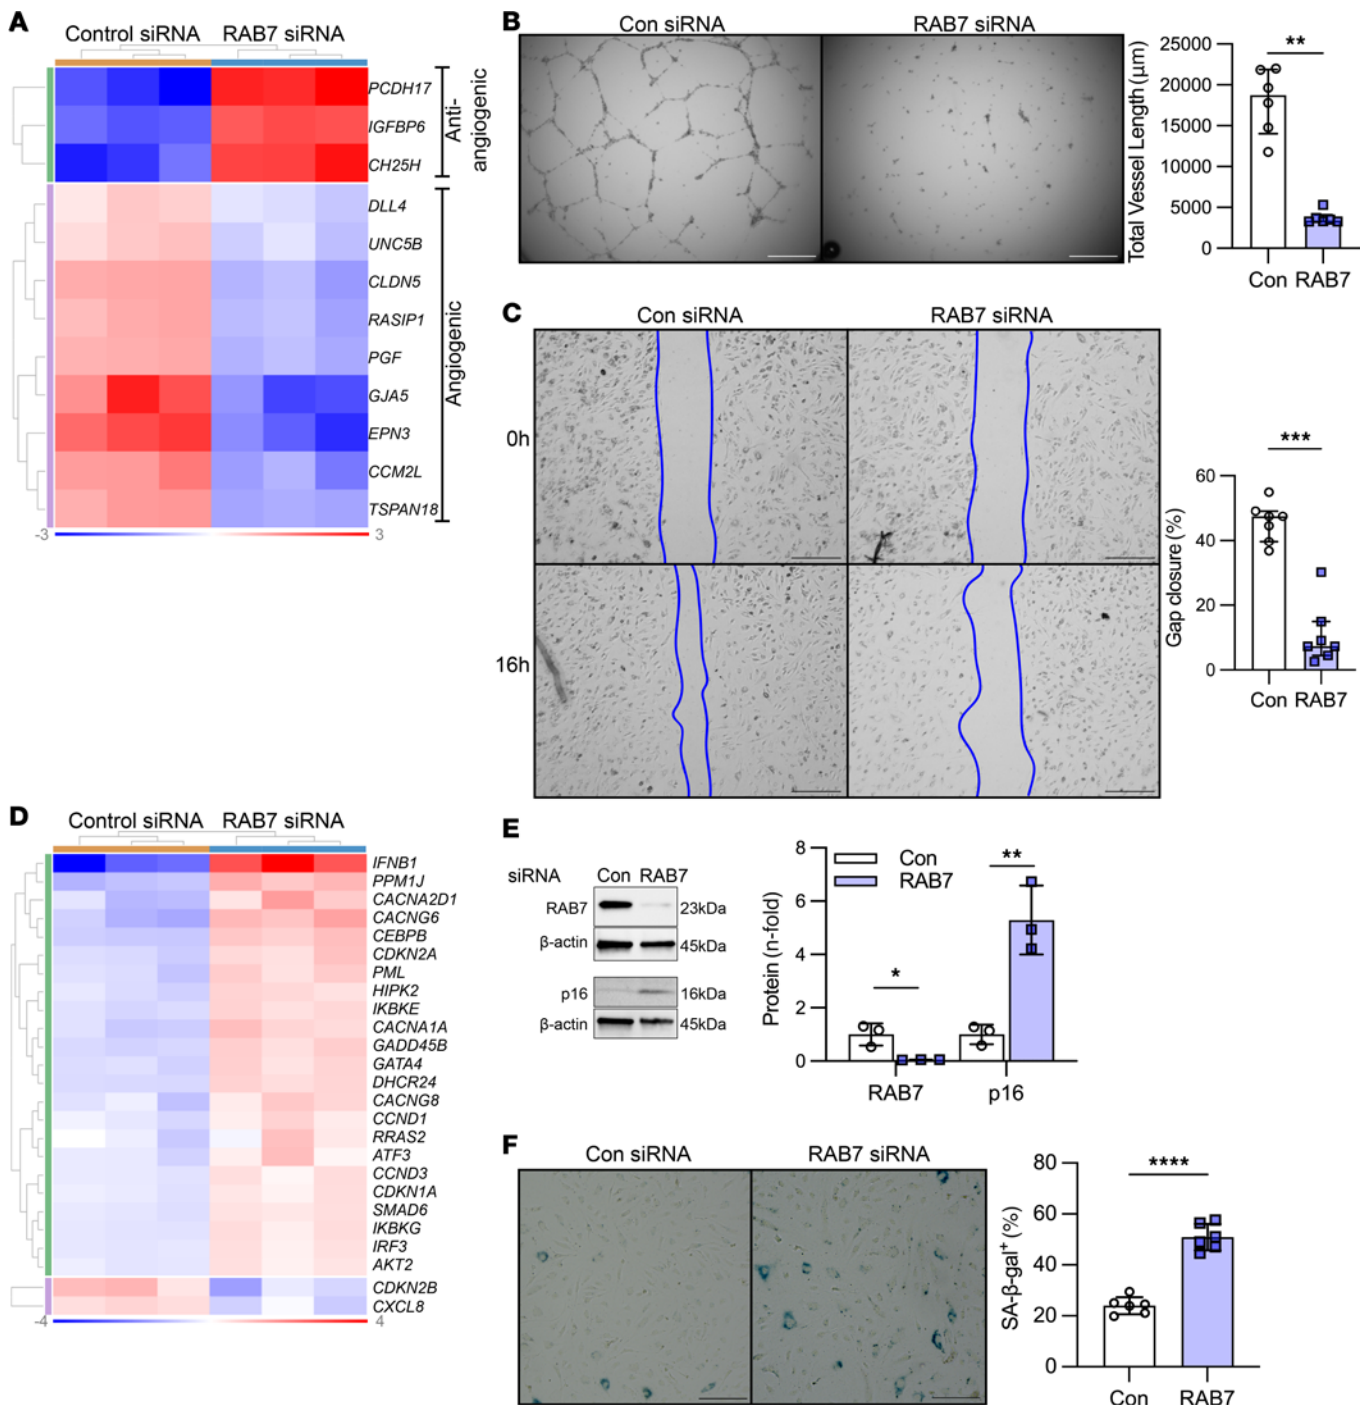 A
Control siRNA RAB7 siRNA
PCDH17
IGFBP6
CH25H
Anti-
angiogenic
DLL4
UNC5B
CLDN5
RASIP1
PGF
GJA5
EPN3
CCM2L
TSPAN18
Angiogenic
-3 3
B
Con siRNA RAB7 siRNA
Total Vessel Length (µm)
25000
20000
15000
10000
5000
0
**
Con RAB7
C
Con siRNA RAB7 siRNA
0h
16h
Gap closure (%)
60
40
20
0
***
Con RAB7
D
Control siRNA RAB7 siRNA
IFNB1
PPM1J
CACNA2D1
CACNG6
CEBPB
CDKN2A
PML
HIPK2
IKBKE
CACNA1A
GADD45B
GATA4
DHCR24
CACNG8
CCND1
RRAS2
ATF3
CCND3
CDKN1A
SMAD6
IKBKG
IRF3
AKT2
CDKN2B
CXCL8
-4 4
E
siRNA Con RAB7
RAB7 23kDa
β-actin 45kDa
p16 16kDa
β-actin 45kDa
Protein (n-fold)
8
6
4
2
0
Con
RAB7
*
**
RAB7 p16
F
Con siRNA RAB7 siRNA
SA-β-gal+ (%)
80
60
40
20
0
****
Con RAB7